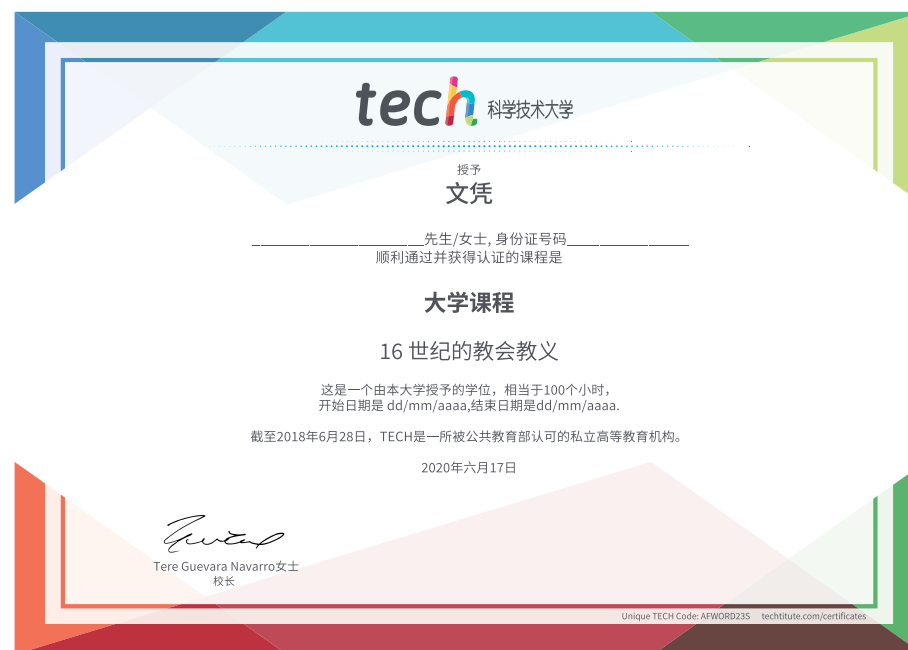 tech 科学技术大学
授予
文凭
_______________________先生/女士, 身份证号码_______________
顺利通过并获得认证的课程是
大学课程
16 世纪的教会教义
这是一个由本大学授予的学位，相当于100个小时，
开始日期是 dd/mm/aaaa,结束日期是dd/mm/aaaa.
截至2018年6月28日，TECH是一所被公共教育部认可的私立高等教育机构。
2020年六月17日
Tere Guevara Navarro女士
校长
Unique TECH Code: AFWORD23S techtitute.com/certificates